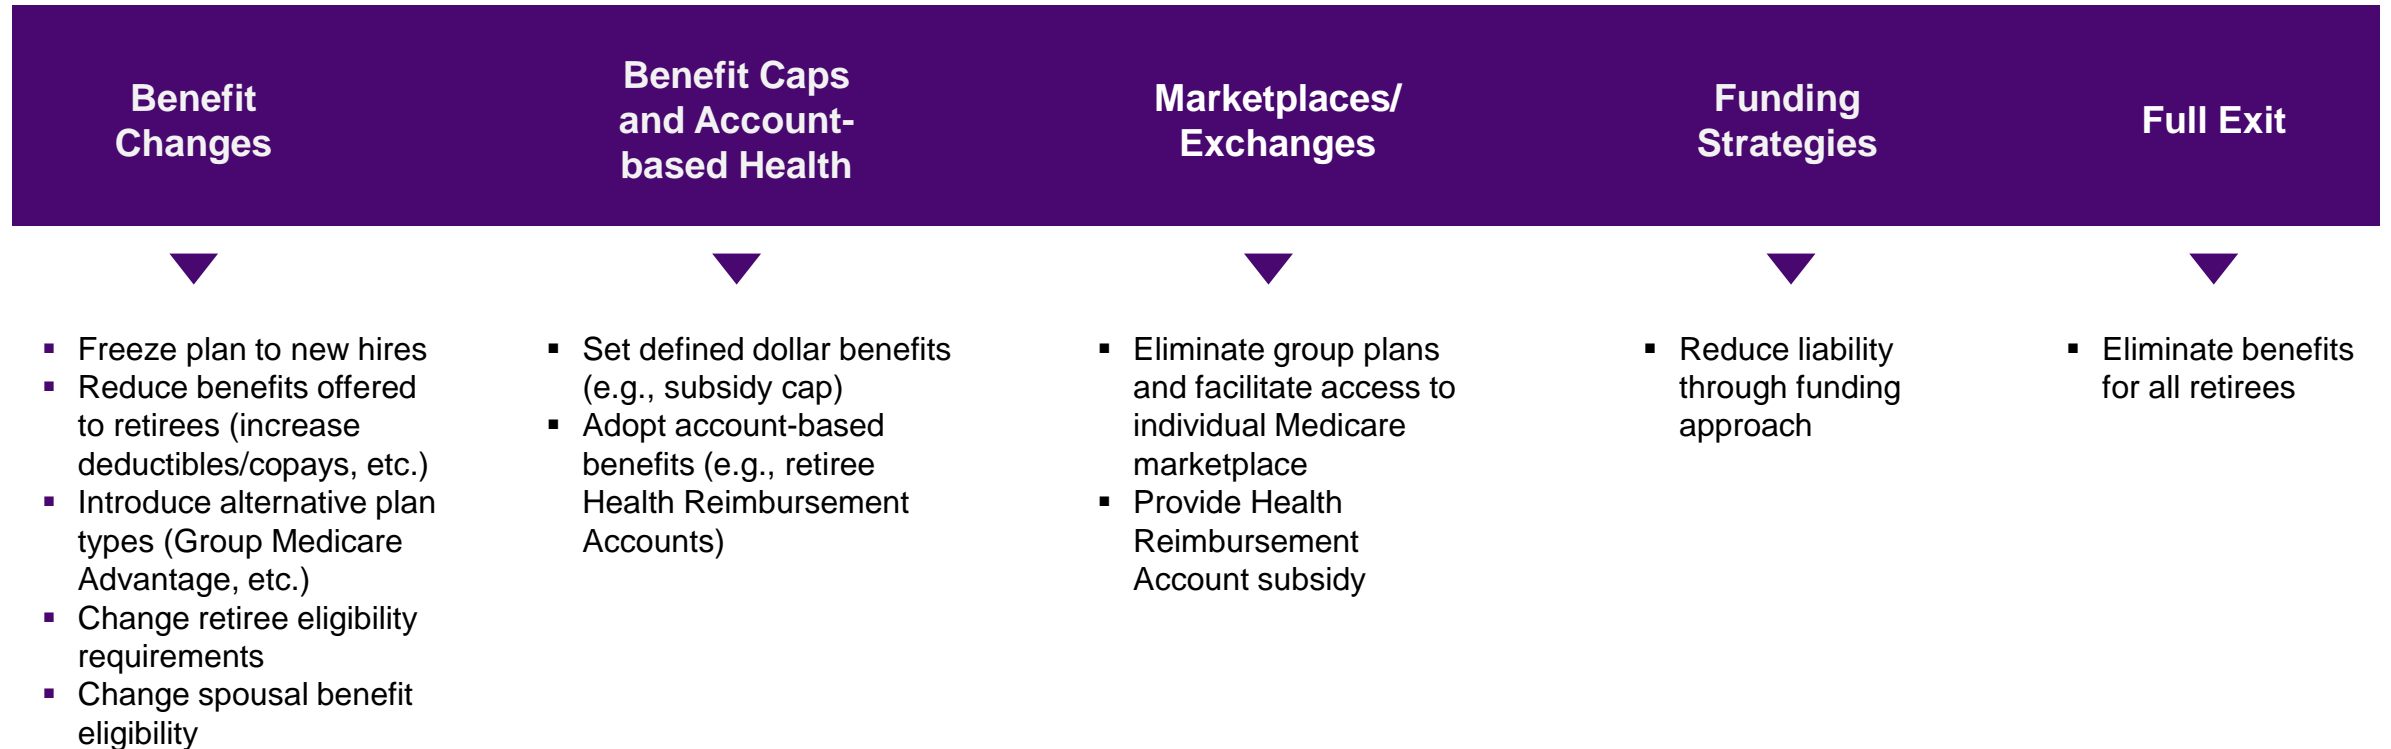 Benefit
Changes
Benefit Caps
and Account-
based Health
Marketplaces/
Exchanges
Funding
Strategies
Full Exit
▪ Freeze plan to new hires
▪ Reduce benefits offered
to retirees (increase
deductibles/copays, etc.)
▪ Introduce alternative plan
types (Group Medicare
Advantage, etc.)
▪ Change retiree eligibility
requirements
▪ Change spousal benefit
eligibility
▪ Set defined dollar benefits
(e.g., subsidy cap)
▪ Adopt account-based
benefits (e.g., retiree
Health Reimbursement
Accounts)
▪ Eliminate group plans
and facilitate access to
individual Medicare
marketplace
▪ Provide Health
Reimbursement
Account subsidy
▪ Reduce liability
through funding
approach
▪ Eliminate benefits
for all retirees